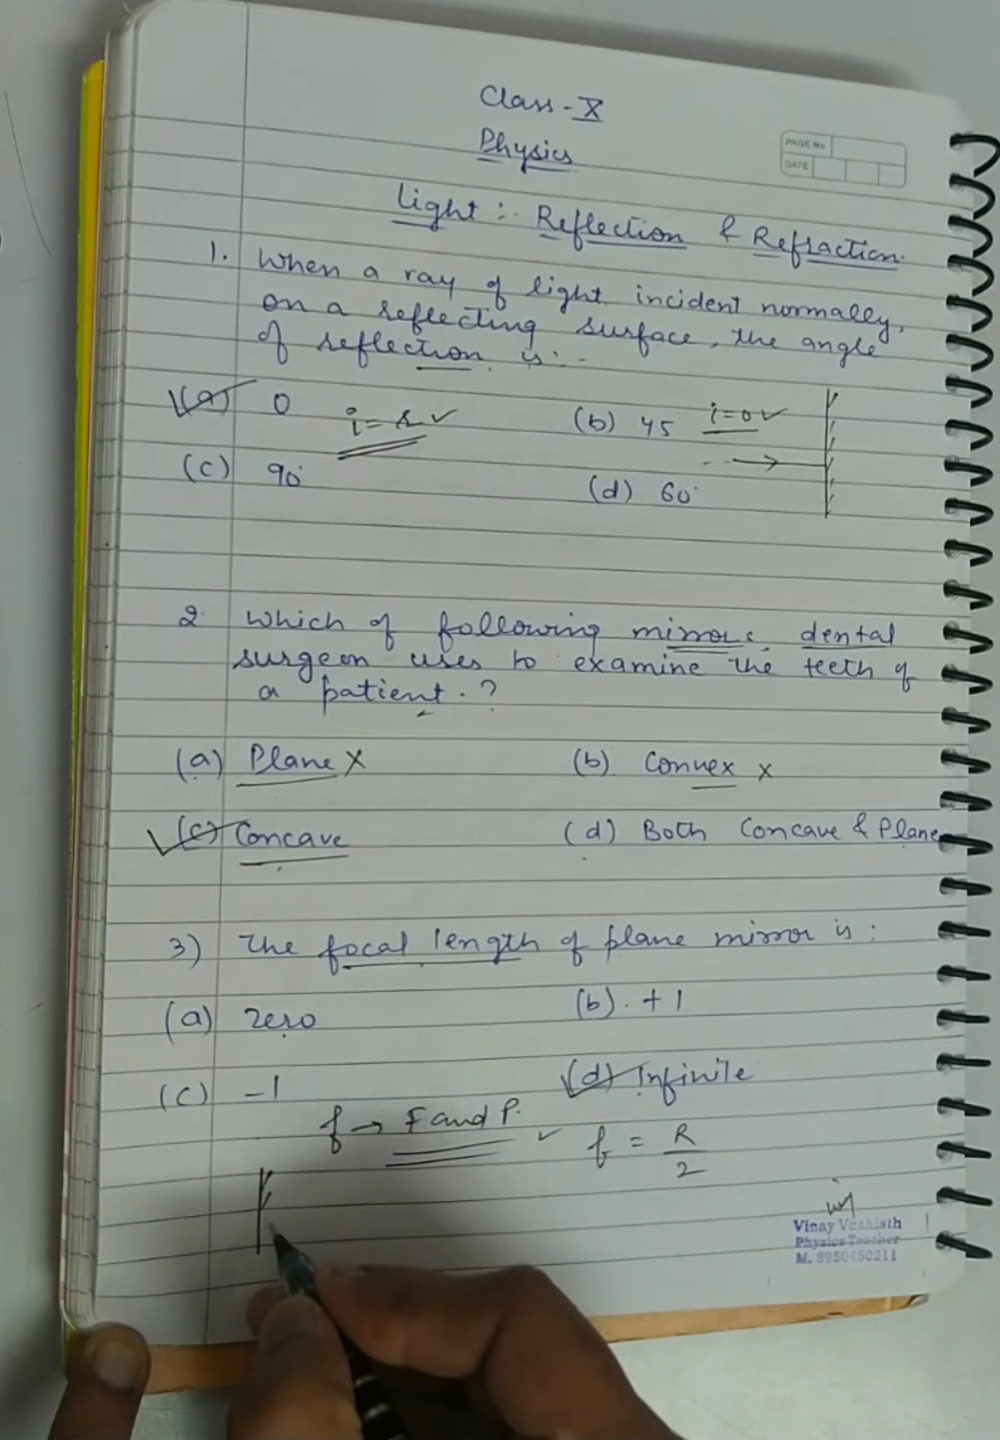 Class - X
Physics
PAGE No
DATE
Light :- Reflection & Refraction.
1. When a ray of light incident normally,
on a reflecting surface, the angle
of reflection is:-
(a) 0 i = r ✓ (b) 45 i=0✓
(c) 90° (d) 60°
2. Which of following mirrors dental
surgeon uses to examine the teeth of
a patient.?
(a) Plane X (b) Convex x
(c) Concave (d) Both Concave & Plane
3) The focal length of plane mirror is:
(a) Zero (b). +1
(c) -1 (d) Infinite
f → F and P. ✓ f = R/2
Vinay Vashisth
Physics Teacher
M. 8950450211